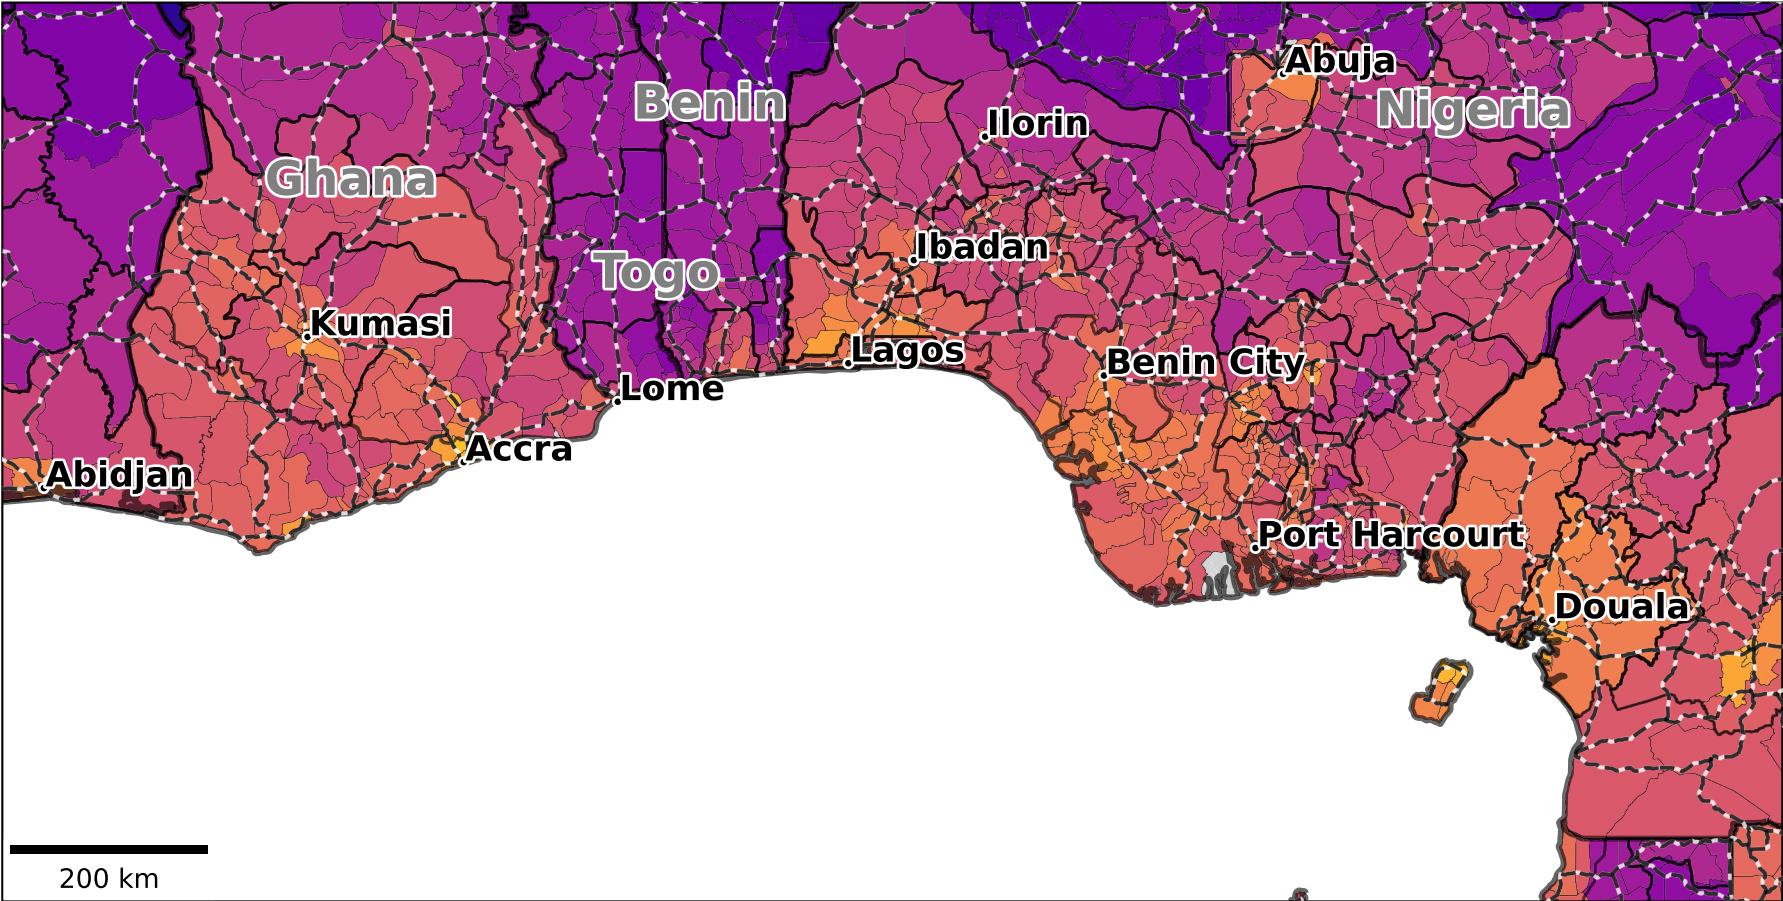 Abuja
Benin
Nigeria
Ilorin
Ghana
Ibadan
Togo
Kumasi
Lagos
Benin City
Lome
Accra
Abidjan
Port Harcourt
Douala
200 km